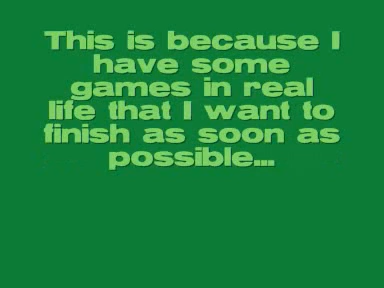 This is because I
have some
games in real
life that I want to
finish as soon as
possible...